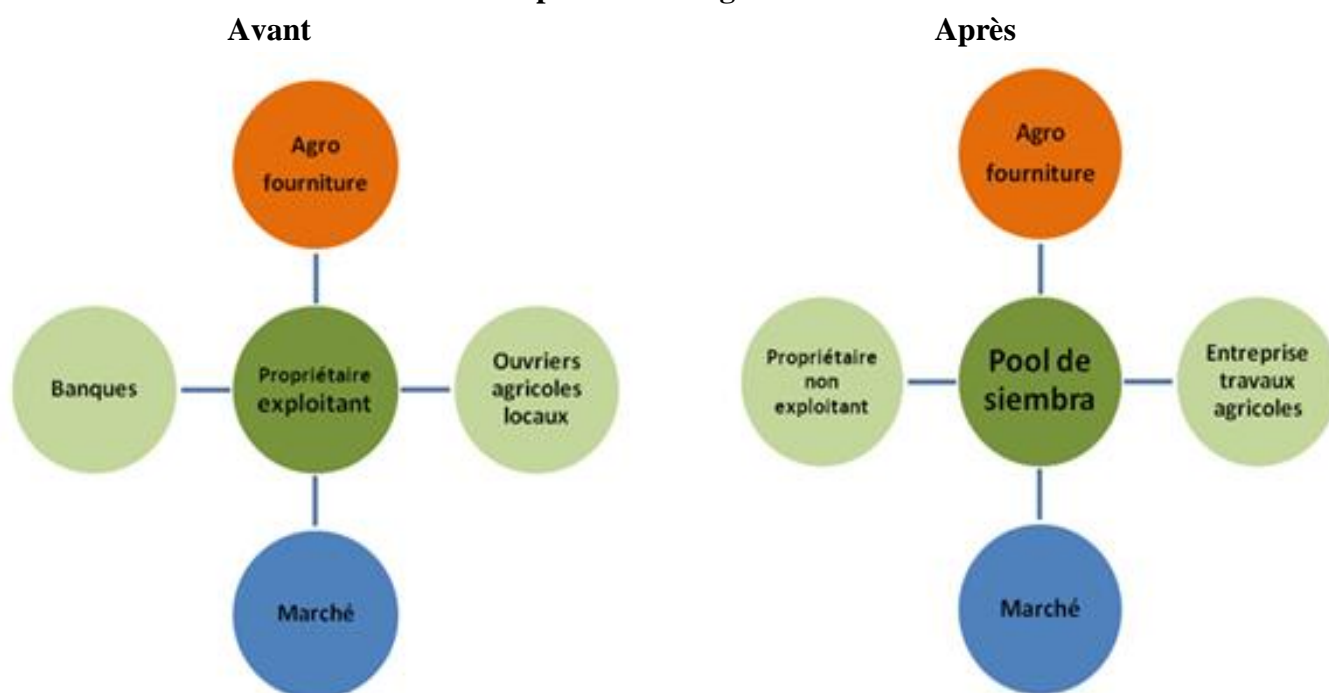 Avant
Après
Agro
fourniture
Banques
Propriétaire
exploitant
Ouvriers
agricoles
locaux
Marché
Agro
fourniture
Propriétaire
non
exploitant
Pool de
siembra
Entreprise
travaux
agricoles
Marché